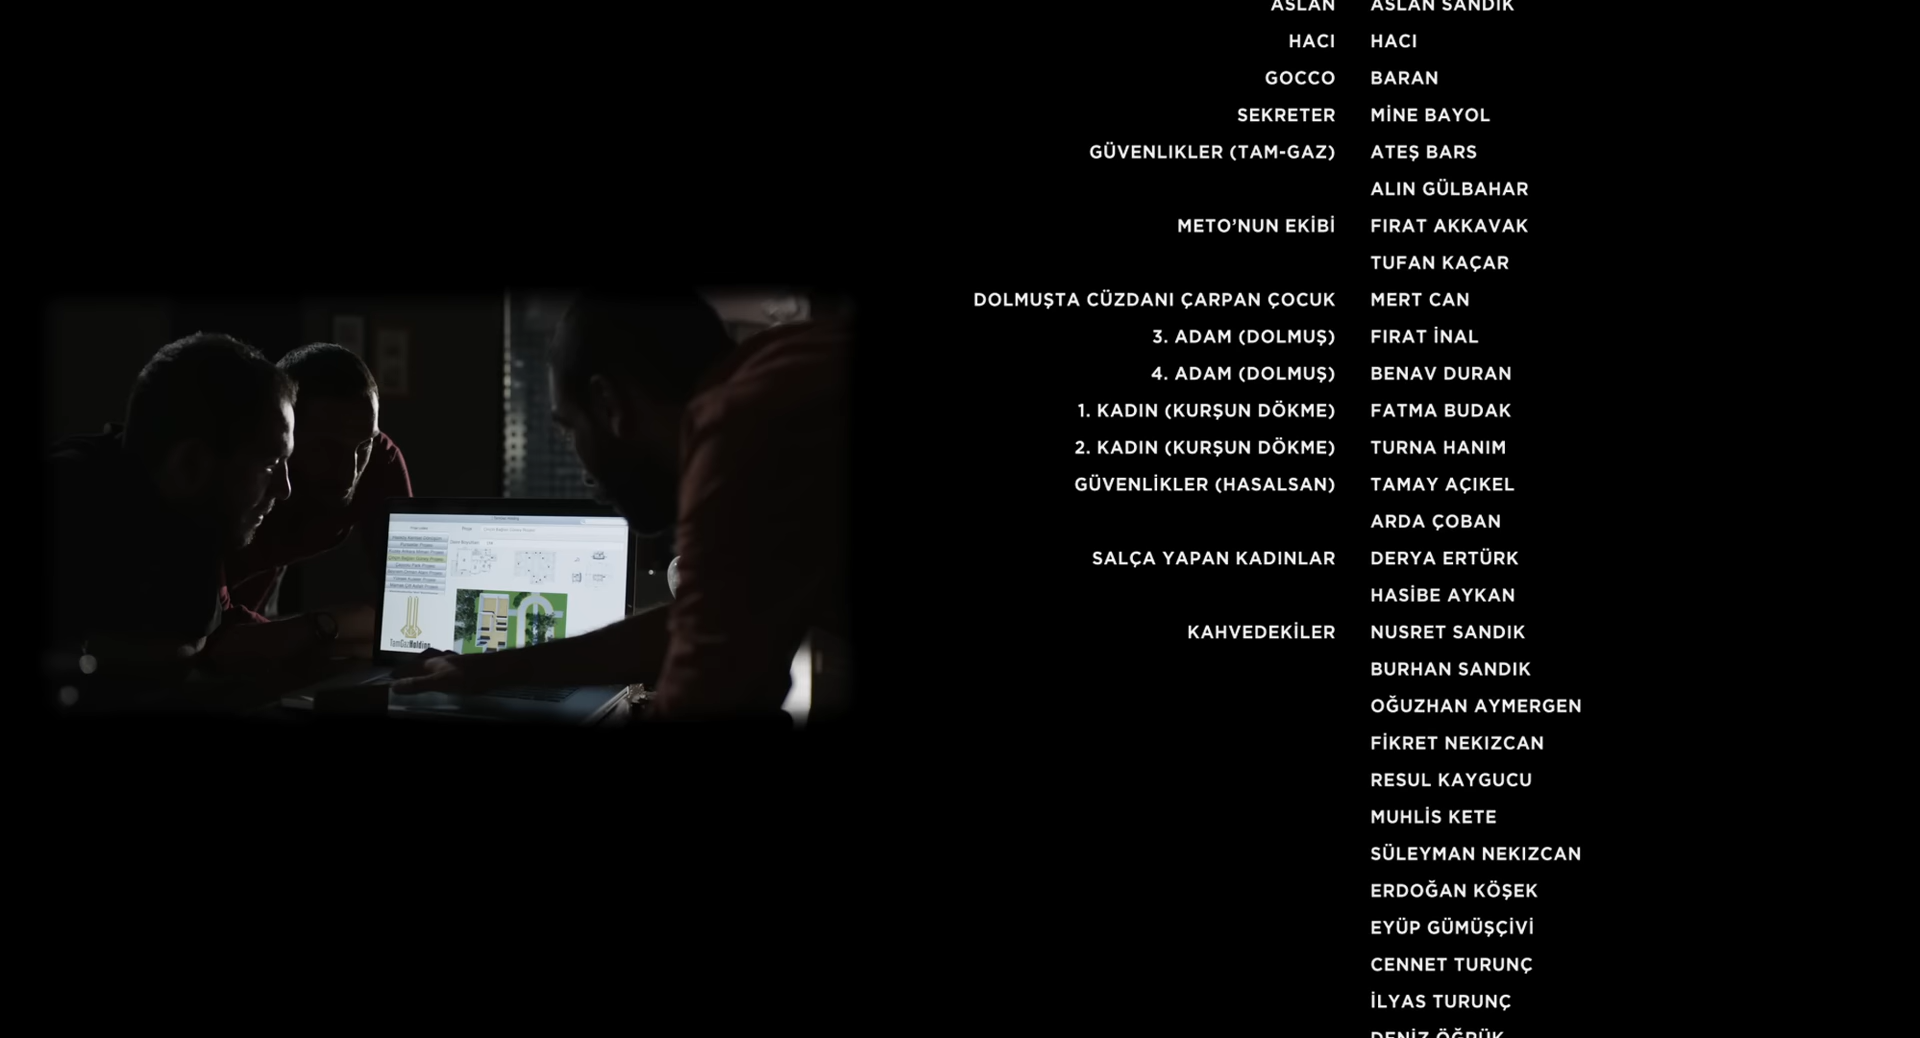 ASLAN ASLAN SANDIK
HACI HACI
GOCCO BARAN
SEKRETER MİNE BAYOL
GÜVENLIKLER (TAM-GAZ) ATEŞ BARS
ALIN GÜLBAHAR
METO'NUN EKİBİ FIRAT AKKAVAK
TUFAN KAÇAR
DOLMUŞTA CÜZDANI ÇARPAN ÇOCUK MERT CAN
3. ADAM (DOLMUŞ) FIRAT İNAL
4. ADAM (DOLMUŞ) BENAV DURAN
1. KADIN (KURŞUN DÖKME) FATMA BUDAK
2. KADIN (KURŞUN DÖKME) TURNA HANIM
GÜVENLİKLER (HASALSAN) TAMAY AÇIKEL
ARDA ÇOBAN
SALÇA YAPAN KADINLAR DERYA ERTÜRK
HASİBE AYKAN
KAHVEDEKİLER NUSRET SANDIK
BURHAN SANDIK
OĞUZHAN AYMERGEN
FİKRET NEKIZCAN
RESUL KAYGUCU
MUHLİS KETE
SÜLEYMAN NEKIZCAN
ERDOĞAN KÖŞEK
EYÜP GÜMÜŞÇİVİ
CENNET TURUNÇ
İLYAS TURUNÇ
DENİZ ÖĞRÜK
TamGazHolding